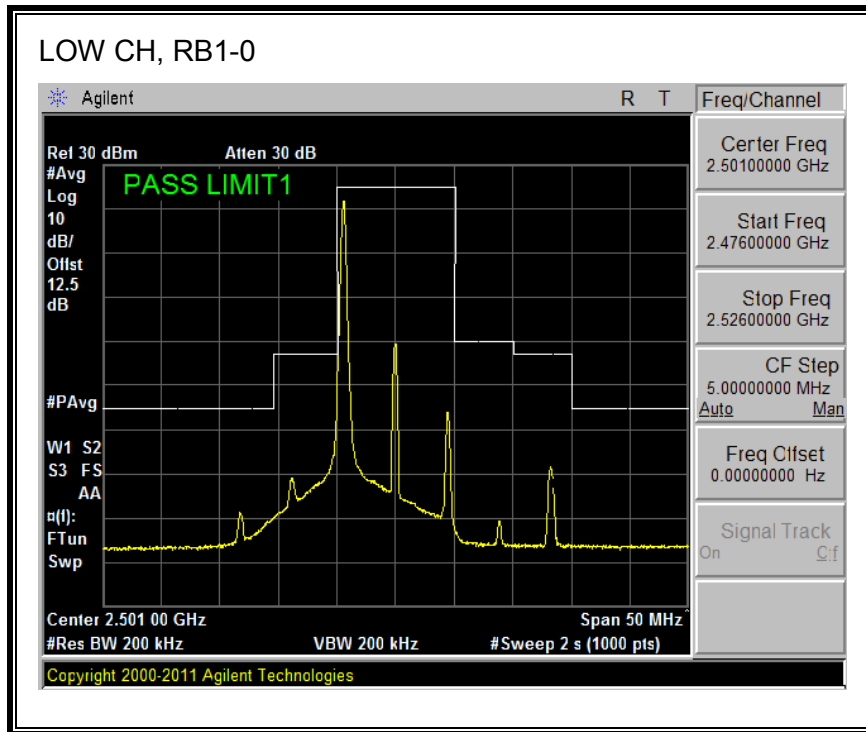 LOW CH, RB1-0
Agilent R T
Freq/Channel
Ref 30 dBm Atten 30 dB
#Avg
Log
10
dB/
Offst
12.5
dB
PASS LIMIT1
#PAvg
W1 S2
S3 FS
AA
¤(f):
FTun
Swp
Center 2.501 00 GHz Span 50 MHz
#Res BW 200 kHz VBW 200 kHz #Sweep 2 s (1000 pts)
Copyright 2000-2011 Agilent Technologies
Center Freq
2.50100000 GHz
Start Freq
2.47600000 GHz
Stop Freq
2.52600000 GHz
CF Step
5.00000000 MHz
Auto Man
Freq Offset
0.00000000 Hz
Signal Track
On Off